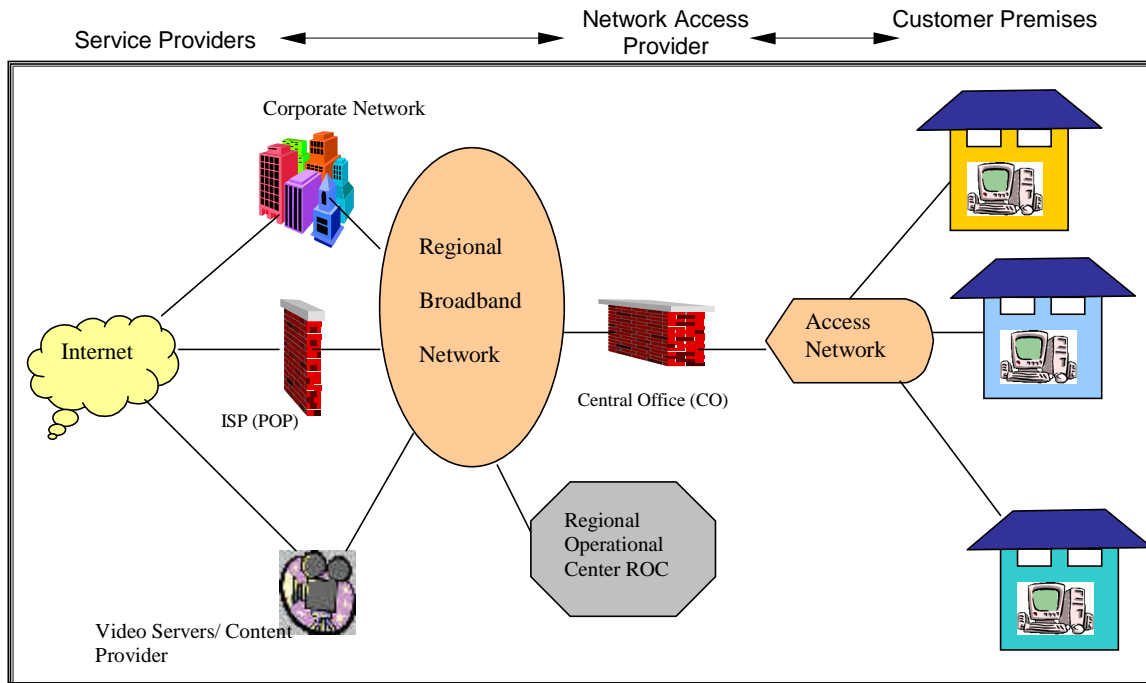 Service Providers
Network Access
Provider
Customer Premises
Corporate Network
Regional
Broadband
Network
Internet
ISP (POP)
Central Office (CO)
Access
Network
Regional
Operational
Center ROC
Video Servers/ Content
Provider